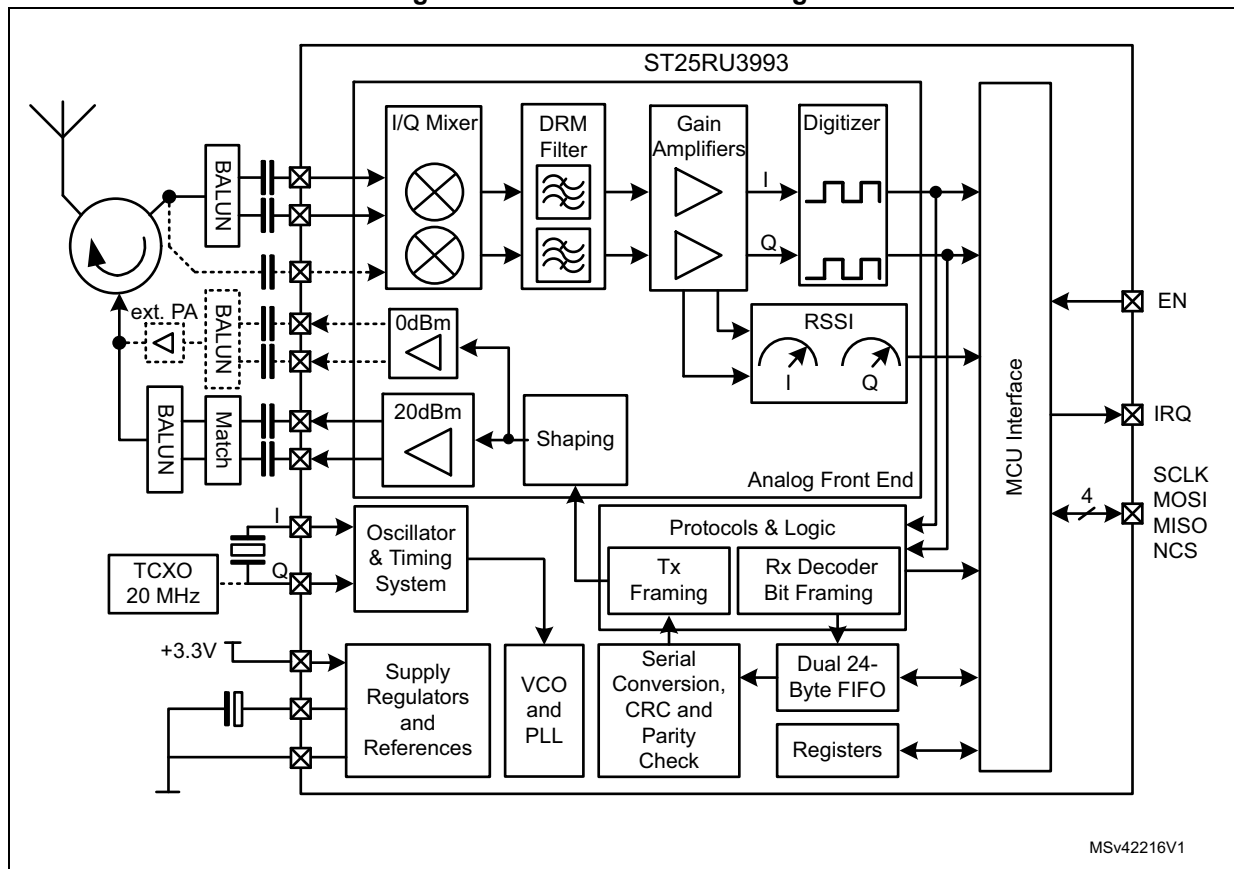 ST25RU3993
I/Q Mixer
DRM
Filter
Gain
Amplifiers
Digitizer
I
Q
BALUN
ext. PA
BALUN
0dBm
RSSI
I
Q
EN
BALUN
Match
20dBm
Shaping
Analog Front End
MCU Interface
IRQ
SCLK
MOSI
MISO
NCS
4
I
Q
TCXO
20 MHz
Oscillator
& Timing
System
Protocols & Logic
Tx
Framing
Rx Decoder
Bit Framing
+3.3V
Supply
Regulators
and
References
VCO
and
PLL
Serial
Conversion,
CRC and
Parity
Check
Dual 24-
Byte FIFO
Registers
MSv42216V1